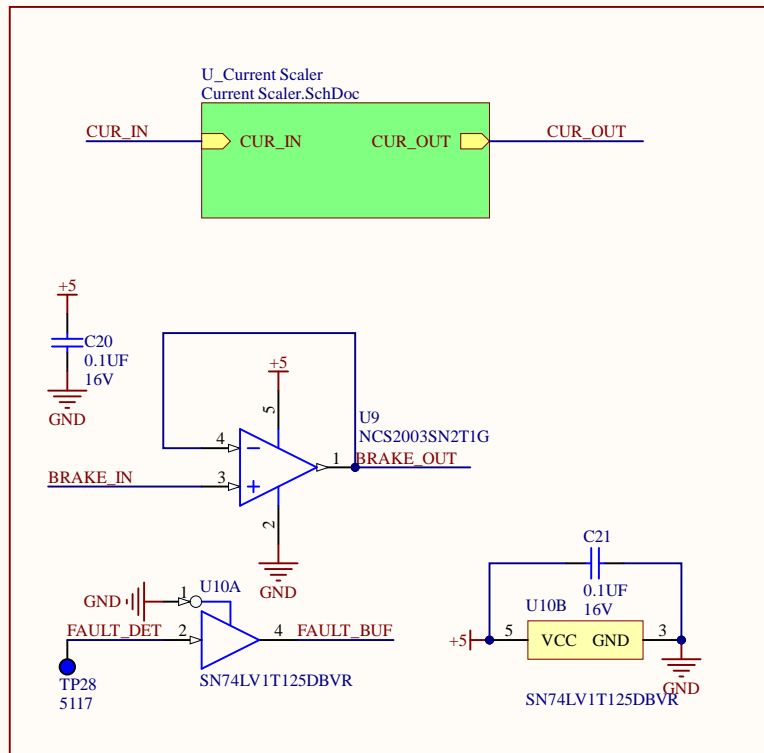 U_Current Scaler
Current Scaler.SchDoc
CUR_IN
CUR_IN
CUR_OUT
CUR_OUT
+5
C20
0.1UF
16V
GND
+5
5
U9
NCS2003SN2T1G
4
1
BRAKE_OUT
BRAKE_IN
3
2
GND
C21
0.1UF
16V
GND
1
U10A
FAULT_DET
2
4
FAULT_BUF
SN74LV1T125DBVR
TP28
5117
U10B
+5
5
VCC
GND
3
GND
SN74LV1T125DBVR